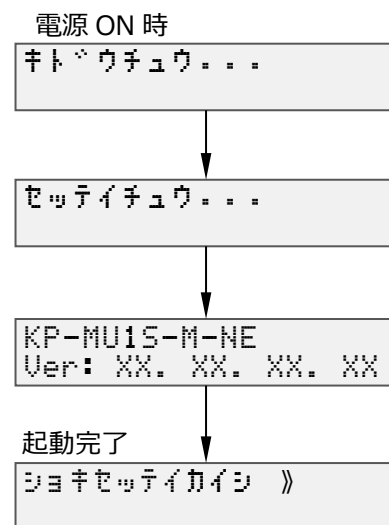 電源 ON 時
キドウチュウ...
セッテイチュウ...
KP-MU1S-M-NE
Ver: XX. XX. XX. XX
起動完了
ショキセッテイカイシ 》